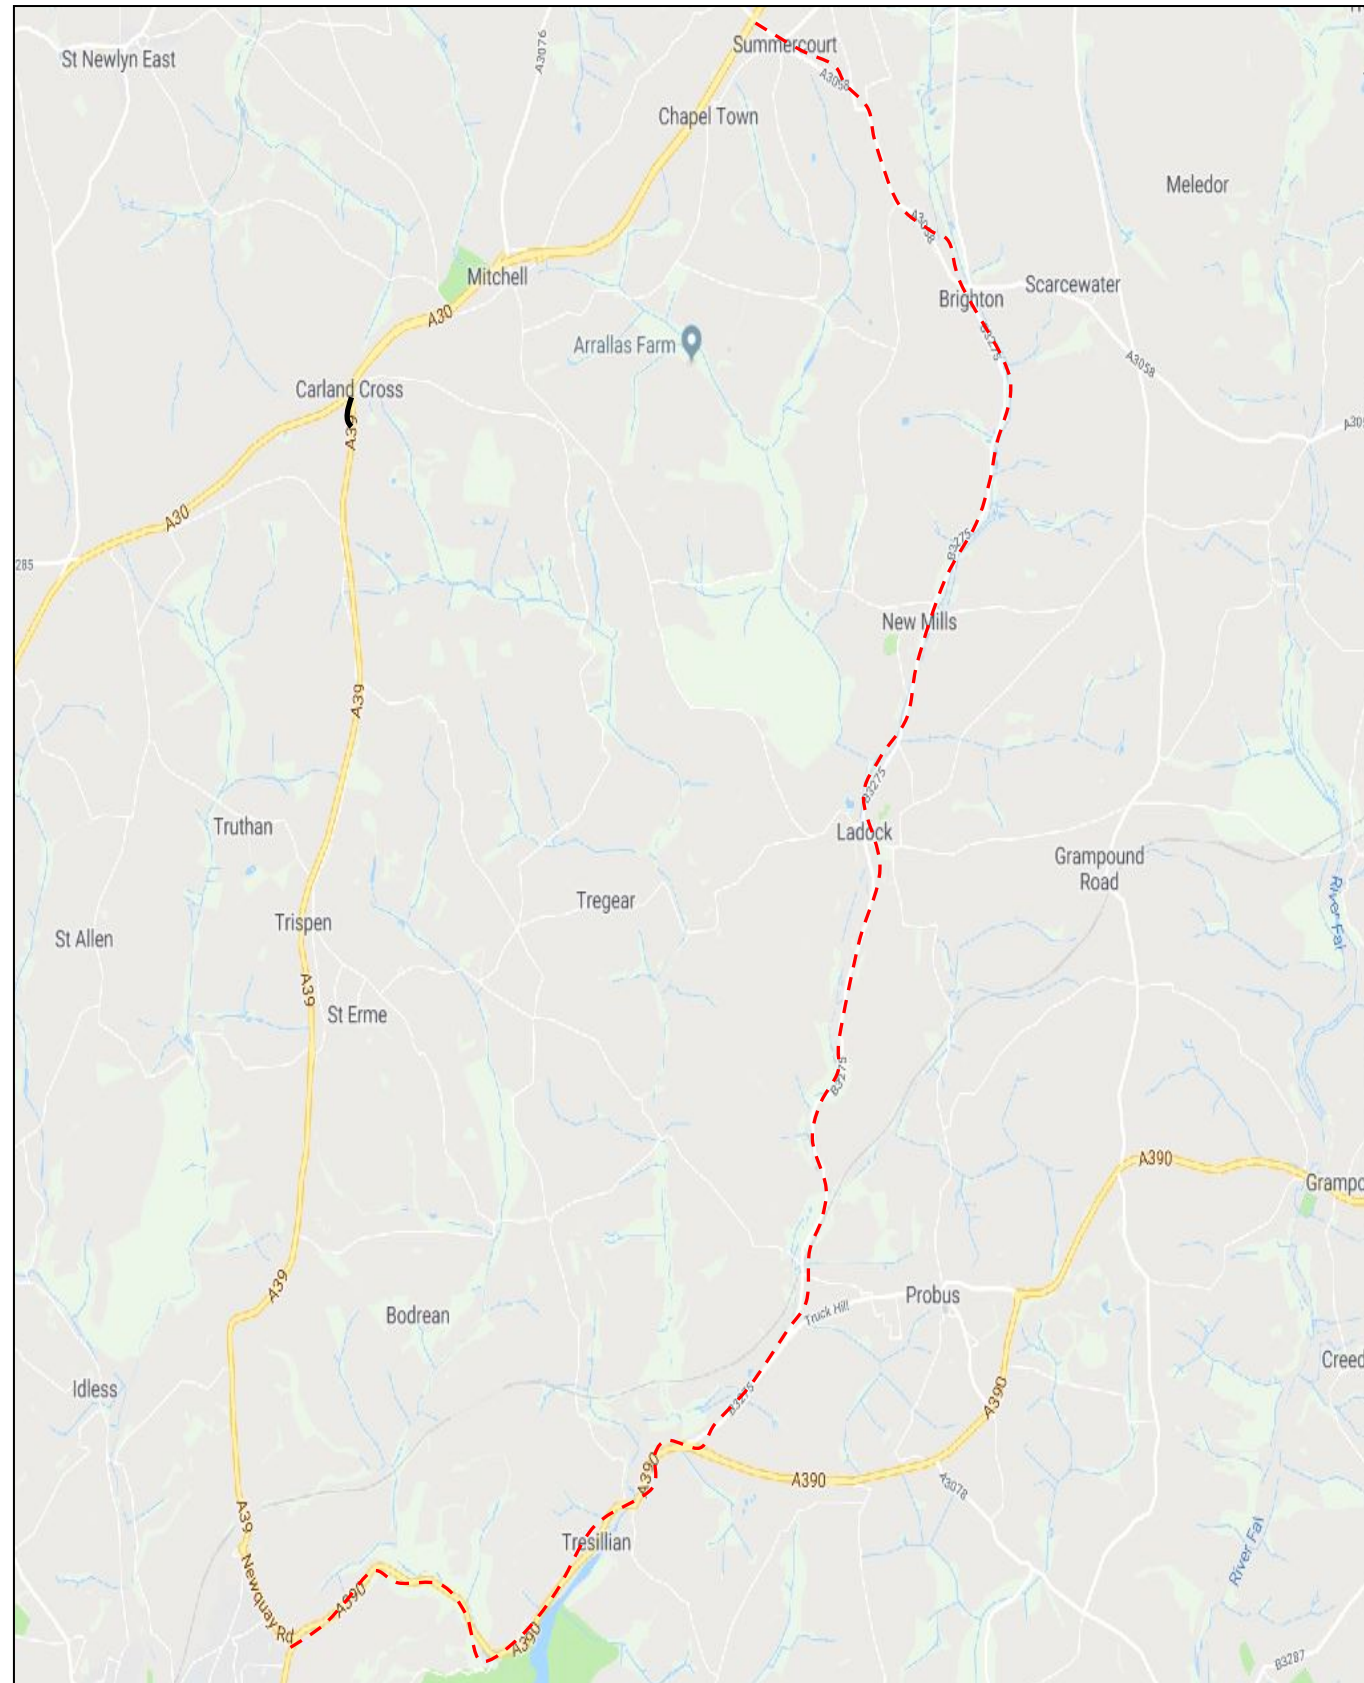 Summercourt
St Newlyn East
A3076
A3058
Chapel Town
Meledor
A3058
Mitchell
Scarcewater
Brighton
A30
B3275
Arrallas Farm
A3058
Carland Cross
A39
A30
B3275
285
New Mills
A39
B3275
Truthan
Ladock
Grampound
Road
Tregear
River Fal
Trispen
St Allen
A39
St Erme
B3275
A390
Grampo
A39
Probus
Truck Hill
Bodrean
Creed
Idless
B3275
A390
A390
A390
A3078
A39
Tresillian
River Fal
Newquay Rd
A390
A390
B3287